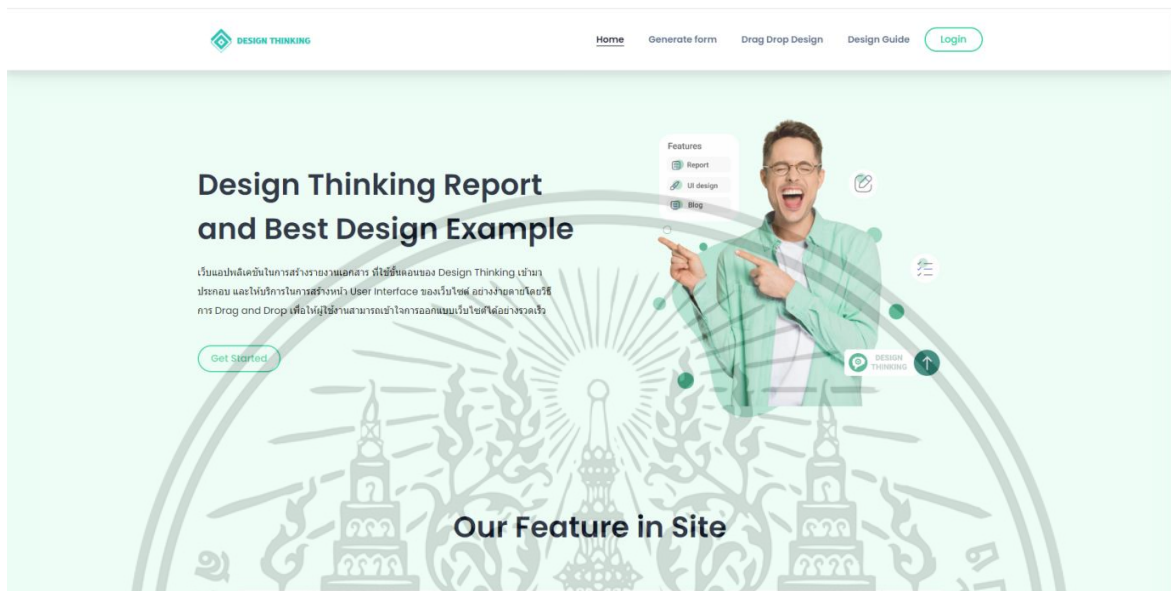 DESIGN THINKING
Home
Generate form
Drag Drop Design
Design Guide
Login
Design Thinking Report
and Best Design Example
เว็บแอปพลิเคชันในการสร้างรายงานเอกสาร ที่ใช้ขั้นตอนของ Design Thinking เข้ามา
ประกอบ และให้บริการในการสร้างหน้า User Interface ของเว็บไซต์ อย่างง่ายดายโดยวิธี
การ Drag and Drop เพื่อให้ผู้ใช้งานสามารถเข้าใจการออกแบบเว็บไซต์ได้อย่างรวดเร็ว
Get Started
Features
Report
UI design
Blog
DESIGN
THINKING
Our Feature in Site